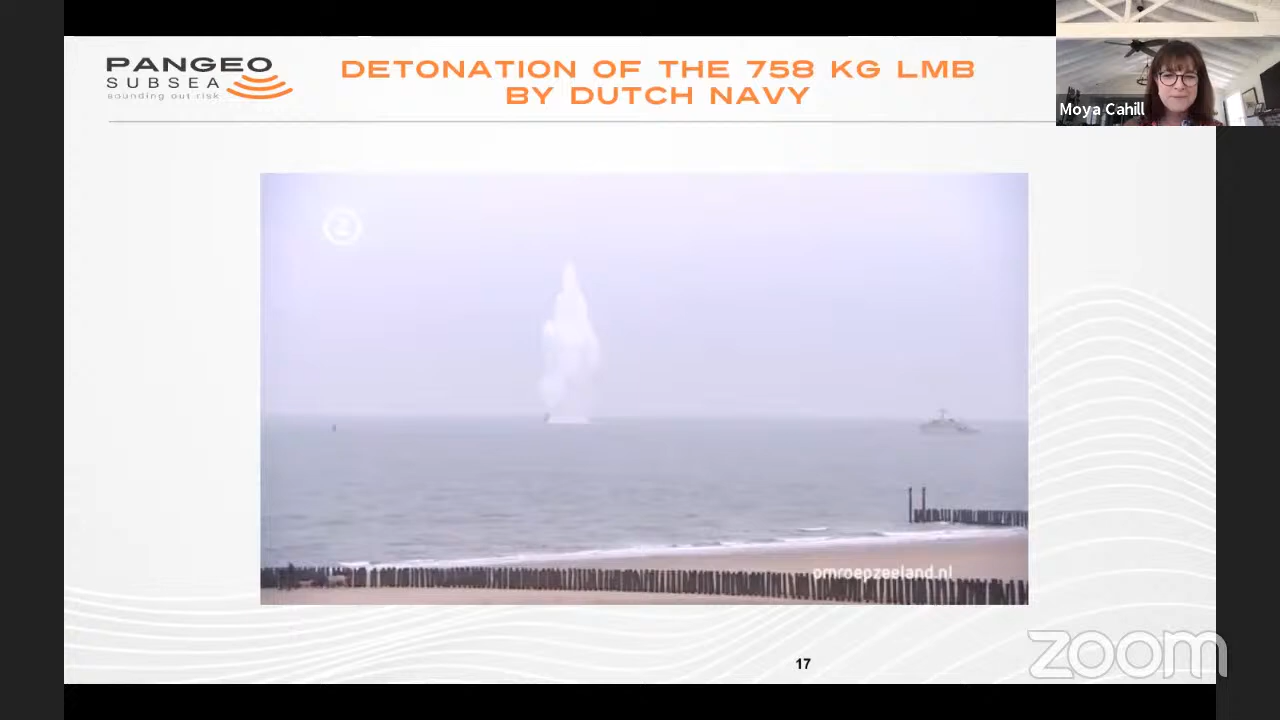 PANGEO
SUBSEA
sounding out risk
DETONATION OF THE 758 KG LMB
BY DUTCH NAVY
Moya Cahill
omroepzeeland.nl
17
zoom